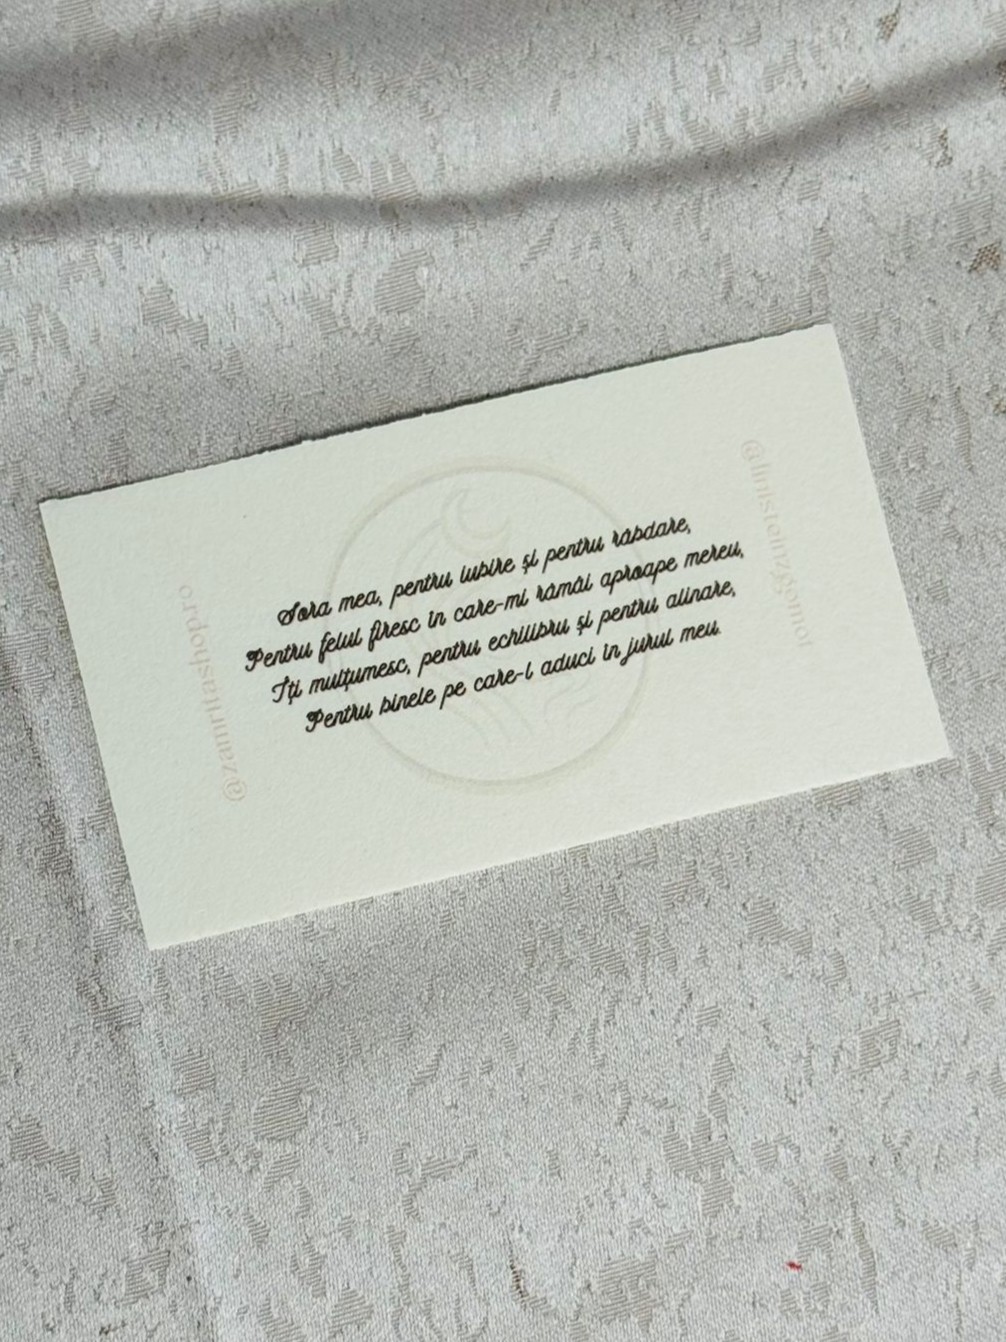 Sora mea, pentru iubire și pentru răbdare,
Pentru felul firesc în care-mi rămâi aproape mereu,
Îți mulțumesc, pentru echilibru și pentru alinare,
Pentru binele pe care-l aduci în jurul meu.
@zamritashop.ro
@linistesizgomot